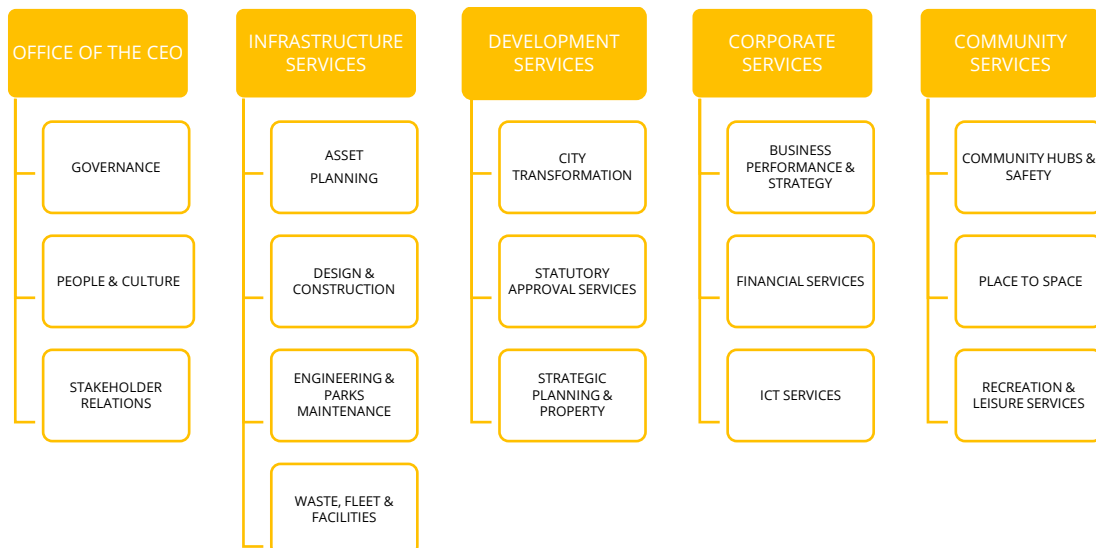 OFFICE OF THE CEO
GOVERNANCE
PEOPLE & CULTURE
STAKEHOLDER
RELATIONS
INFRASTRUCTURE
SERVICES
ASSET
PLANNING
DESIGN &
CONSTRUCTION
ENGINEERING &
PARKS
MAINTENANCE
WASTE, FLEET &
FACILITIES
DEVELOPMENT
SERVICES
CITY
TRANSFORMATION
STATUTORY
APPROVAL SERVICES
STRATEGIC
PLANNING &
PROPERTY
CORPORATE
SERVICES
BUSINESS
PERFORMANCE &
STRATEGY
FINANCIAL SERVICES
ICT SERVICES
COMMUNITY
SERVICES
COMMUNITY HUBS &
SAFETY
PLACE TO SPACE
RECREATION &
LEISURE SERVICES